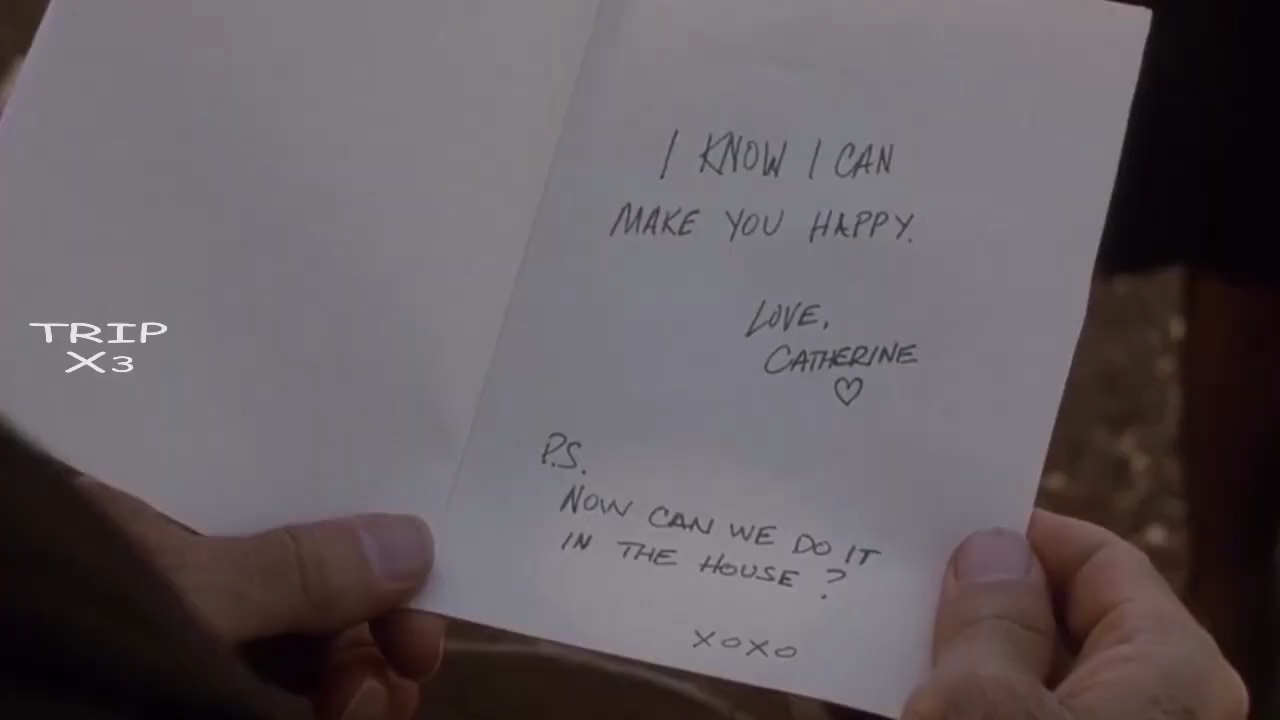 I KNOW I CAN
MAKE YOU HAPPY.
LOVE,
CATHERINE
TRIP
X3
P.S.
NOW CAN WE DO IT
IN THE HOUSE?
XOXO